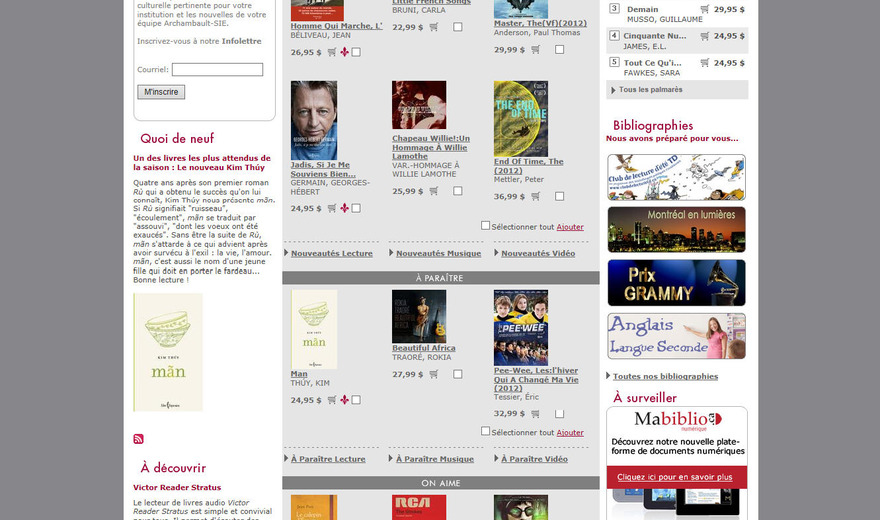 culturelle pertinente pour votre
institution et les nouvelles de votre
équipe Archambault-SIE.
Inscrivez-vous à notre Infolettre
Courriel:
M'inscrire
Quoi de neuf
Un des livres les plus attendus de
la saison : Le nouveau Kim Thúy
Quatre ans après son premier roman
Rú qui a obtenu le succès qu'on lui
connaît, Kim Thúy nous présente mãn.
Si Rú signifiait "ruisseau",
"écoulement", mãn se traduit par
"assouvi", "dont les voeux ont été
exaucés". Sans être la suite de Rú,
mãn s'attarde à ce qui advient après
avoir survécu à l'exil : la vie, l'amour.
mãn, c'est aussi le nom d'une jeune
fille qui doit en porter le fardeau...
Bonne lecture !
KIM THÚY
mãn
À découvrir
Victor Reader Stratus
Le lecteur de livres audio Victor
Reader Stratus est simple et convivial
Homme Qui Marche, L'
BÉLIVEAU, JEAN
26,95 $
Little French Songs
BRUNI, CARLA
22,99 $
Master, The(Vf)(2012)
Anderson, Paul Thomas
29,99 $
Jadis, Si Je Me
Souviens Bien...
GERMAIN, GEORGES-
HÉBERT
24,95 $
Chapeau Willie!:Un
Hommage À Willie
Lamothe
VAR.-HOMMAGE À
WILLIE LAMOTHE
25,99 $
THE END
OF TIME
End Of Time, The
(2012)
Mettler, Peter
36,99 $
Sélectionner tout Ajouter
Nouveautés Lecture
Nouveautés Musique
Nouveautés Vidéo
À PARAÎTRE
KIM THÚY
mãn
Man
THÚY, KIM
24,95 $
ROKIA
TRAORÉ
BEAUTIFUL
AFRICA
Beautiful Africa
TRAORÉ, ROKIA
27,99 $
PEE-WEE
Pee-Wee, Les:l'hiver
Qui A Changé Ma Vie
(2012)
Tessier, Éric
32,99 $
Sélectionner tout Ajouter
À Paraître Lecture
À Paraître Musique
À Paraître Vidéo
ON AIME
RCA
3 Demain 29,95 $
MUSSO, GUILLAUME
4 Cinquante Nu... 24,95 $
JAMES, E.L.
5 Tout Ce Qu'i... 24,95 $
FAWKES, SARA
Tous les palmarès
Bibliographies
Nous avons préparé pour vous...
Club de lecture d'été TD
Montréal en lumières
Prix
GRAMMY
Anglais
Langue Seconde
Toutes nos bibliographies
À surveiller
Mabiblio.ca
numérique
Découvrez notre nouvelle plate-
forme de documents numériques
Cliquez ici pour en savoir plus